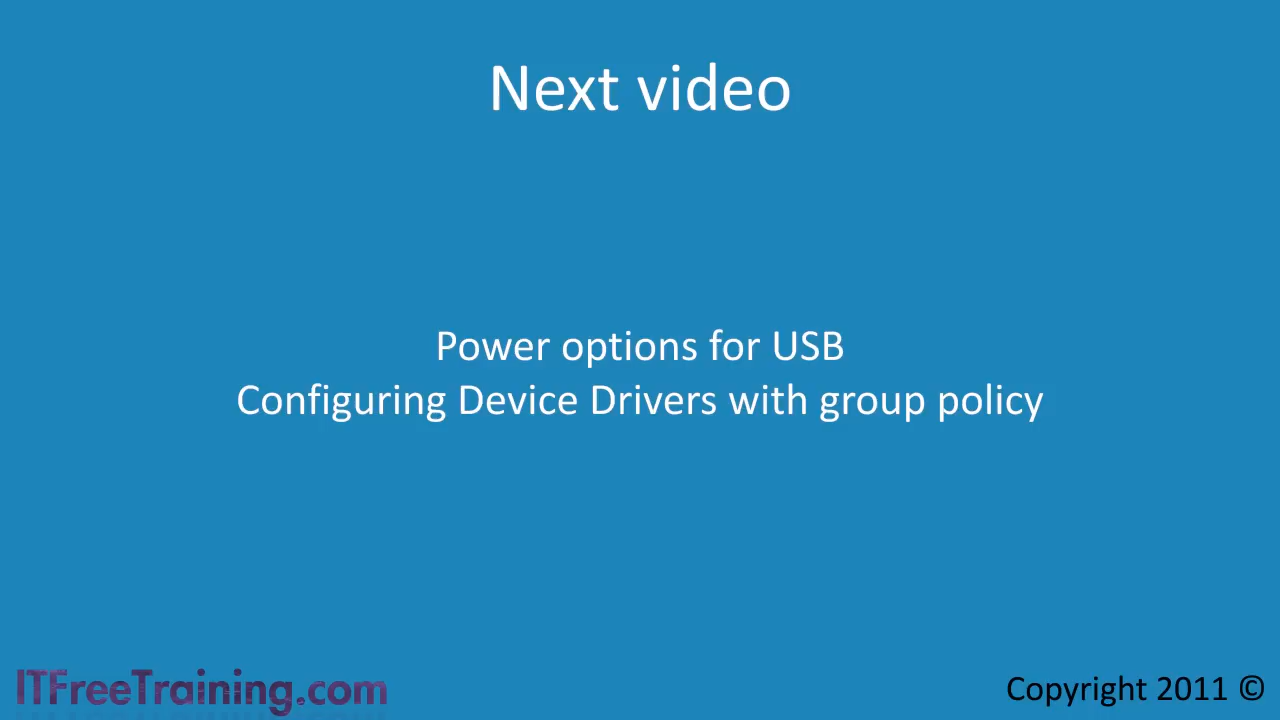 Next video
Power options for USB
Configuring Device Drivers with group policy
ITFreeTraining.com
Copyright 2011 ©